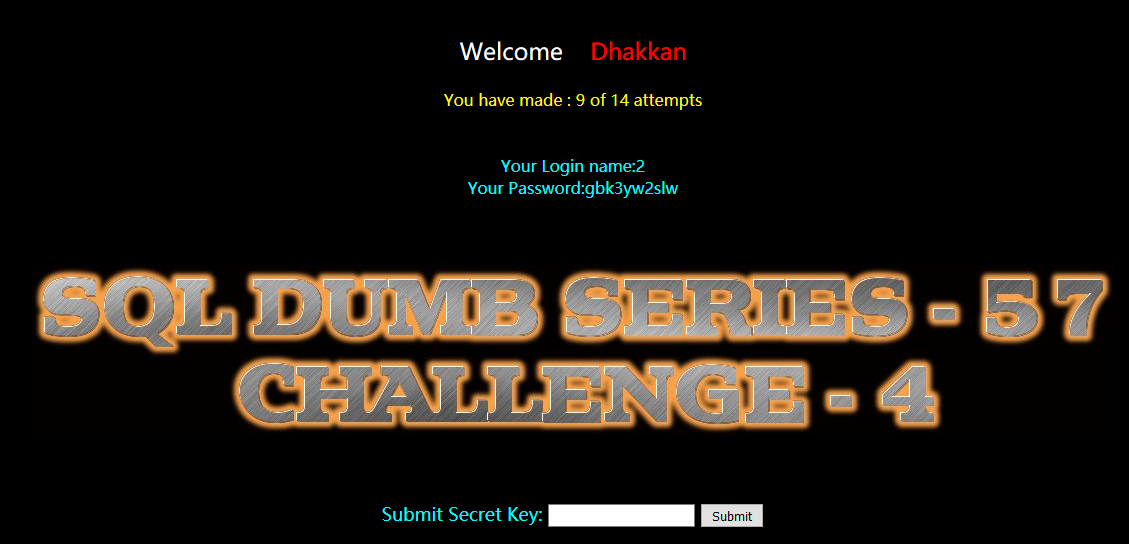 Welcome Dhakkan
You have made : 9 of 14 attempts
Your Login name:2
Your Password:gbk3yw2slw
SQL DUMB SERIES - 57
CHALLENGE - 4
Submit Secret Key: Submit